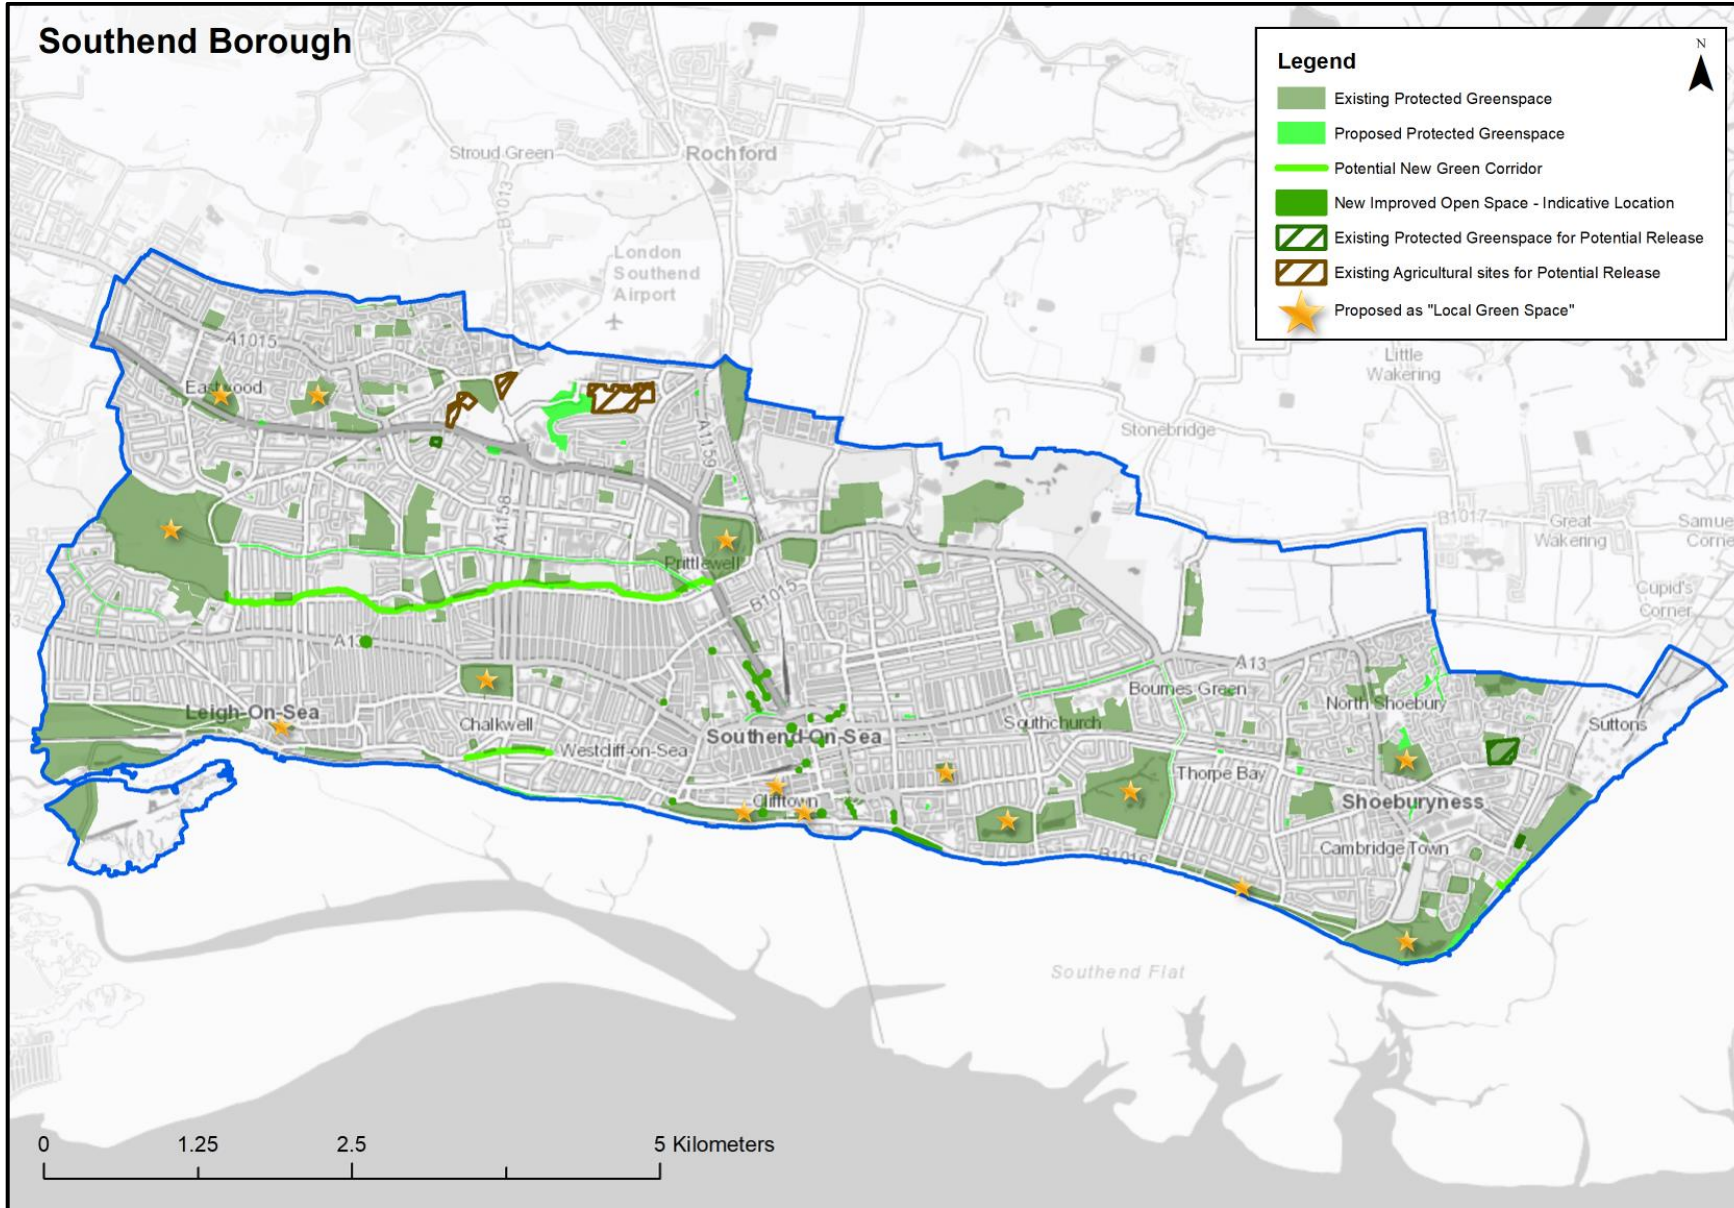 Southend Borough
Legend
N
Existing Protected Greenspace
Proposed Protected Greenspace
Potential New Green Corridor
New Improved Open Space - Indicative Location
Existing Protected Greenspace for Potential Release
Existing Agricultural sites for Potential Release
Proposed as "Local Green Space"
Stroud Green
Rochford
B1013
London
Southend
Airport
Little
Wakering
A1015
Eastwood
Stonebridge
A1159
B1017
Great
Wakering
A1158
Prittlewell
B1015
Cupid's
Corner
A13
Bournes Green
North Shoebury
Leigh-On-Sea
Chalkwell
Westcliff-on-Sea
Southend-On-Sea
Southchurch
Suttons
Thorpe Bay
Shoeburyness
Clifftown
Cambridge Town
B1016
Southend Flat
0 1.25 2.5 5 Kilometers